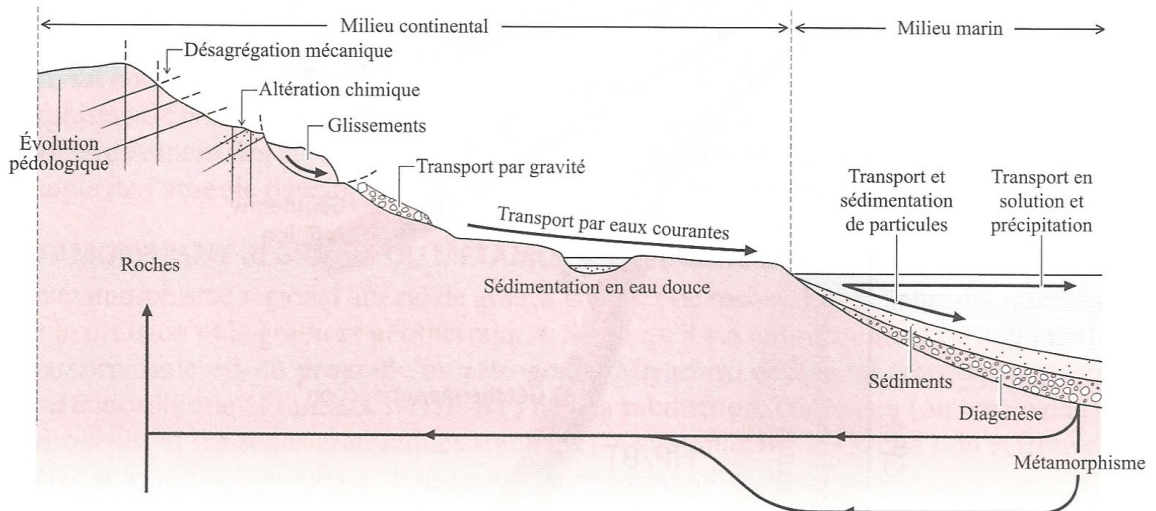 Milieu continental
Milieu marin
Désagrégation mécanique
Altération chimique
Glissements
Évolution
pédologique
Transport par gravité
Transport par eaux courantes
Transport et
sédimentation
de particules
Transport en
solution et
précipitation
Roches
Sédimentation en eau douce
Sédiments
Diagenèse
Métamorphisme